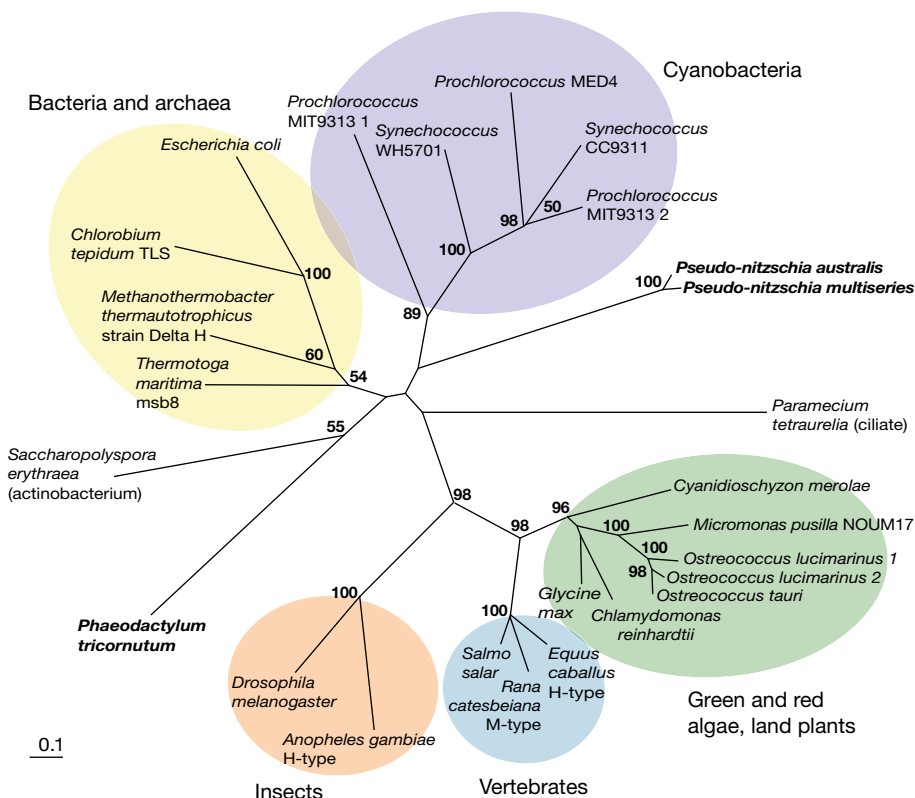 Cyanobacteria
Bacteria and archaea
Prochlorococcus MED4
Prochlorococcus
MIT9313 1
Synechococcus
WH5701
Synechococcus
CC9311
Escherichia coli
Prochlorococcus
MIT9313 2
98
50
100
Chlorobium
tepidum TLS
100
Pseudo-nitzschia australis
Pseudo-nitzschia multiseries
100
Methanothermobacter
thermautotrophicus
strain Delta H
89
60
Thermotoga
maritima
msb8
54
Paramecium
tetraurelia (ciliate)
55
Saccharopolyspora
erythraea
(actinobacterium)
98
98
96
Cyanidioschyzon merolae
100
Micromonas pusilla NOUM17
100
Ostreococcus lucimarinus 1
98
Ostreococcus lucimarinus 2
Ostreococcus tauri
Glycine
max
Chlamydomonas
reinhardtii
100
100
Phaeodactylum
tricornutum
Salmo
salar
Equus
caballus
H-type
Rana
catesbeiana
M-type
Drosophila
melanogaster
Anopheles gambiae
H-type
Green and red
algae, land plants
0.1
Insects
Vertebrates